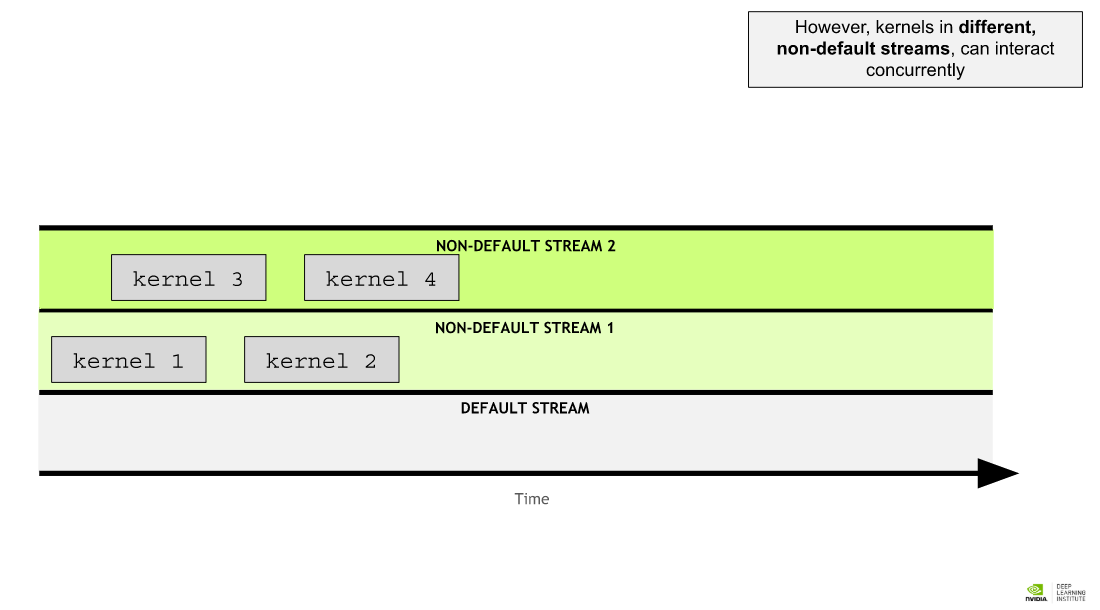 However, kernels in different,
non-default streams, can interact
concurrently
NON-DEFAULT STREAM 2
kernel 3
kernel 4
NON-DEFAULT STREAM 1
kernel 1
kernel 2
DEFAULT STREAM
Time
NVIDIA.
DEEP
LEARNING
INSTITUTE